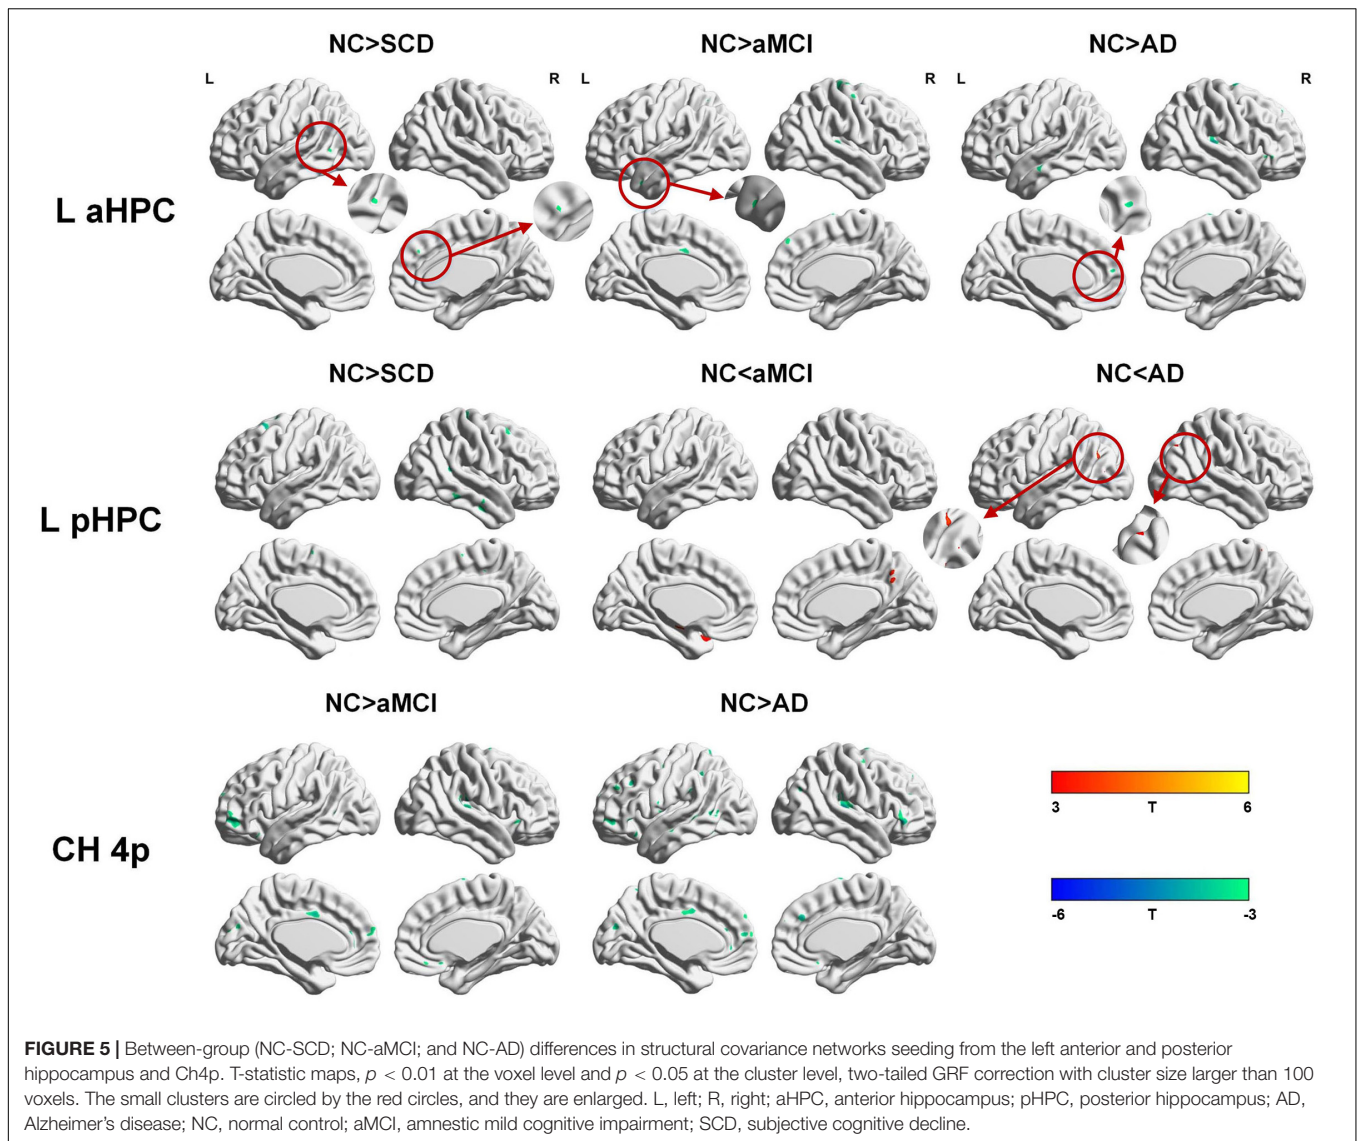 NC>SCD NC>aMCI NC>AD
L R L R L R
L aHPC
NC>SCD NC<aMCI NC<AD
L pHPC
NC>aMCI NC>AD
CH 4p
3 T 6
-6 T -3
FIGURE 5 | Between-group (NC-SCD; NC-aMCI; and NC-AD) differences in structural covariance networks seeding from the left anterior and posterior
hippocampus and Ch4p. T-statistic maps, p < 0.01 at the voxel level and p < 0.05 at the cluster level, two-tailed GRF correction with cluster size larger than 100
voxels. The small clusters are circled by the red circles, and they are enlarged. L, left; R, right; aHPC, anterior hippocampus; pHPC, posterior hippocampus; AD,
Alzheimer's disease; NC, normal control; aMCI, amnestic mild cognitive impairment; SCD, subjective cognitive decline.